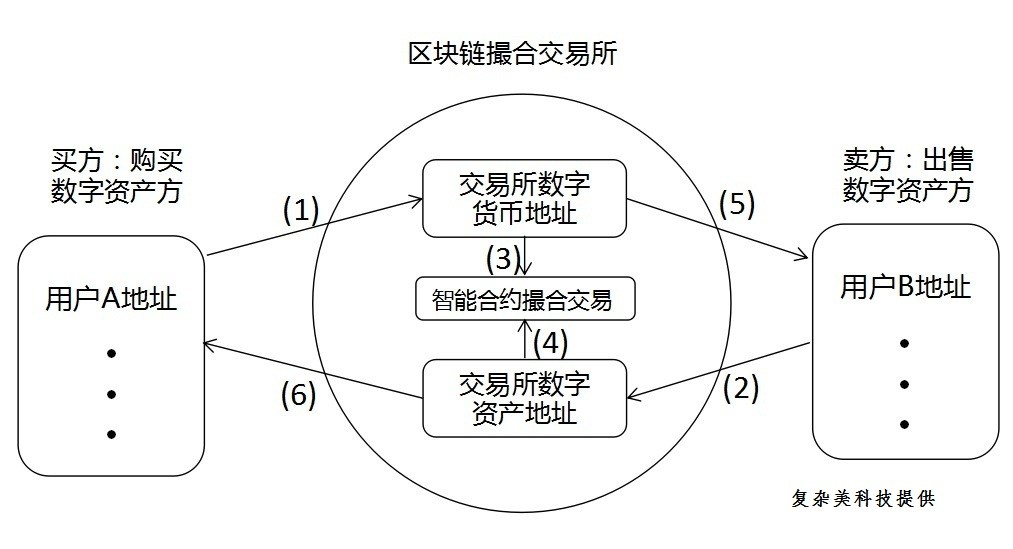 区块链撮合交易所
买方：购买
数字资产方
卖方：出售
数字资产方
(1)
交易所数字
货币地址
(5)
(3)
用户A地址
智能合约撮合交易
用户B地址
(4)
(6)
交易所数字
资产地址
(2)
复杂美科技提供